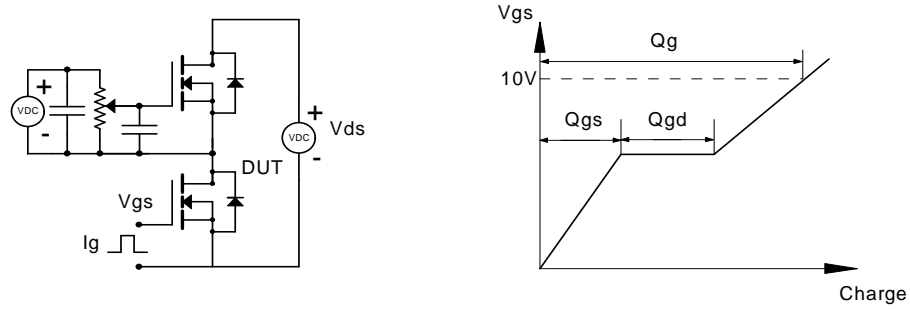 +
VDC
-
+
VDC
-
Vds
DUT
Vgs
Ig
Vgs
Qg
10V
Qgs
Qgd
Charge